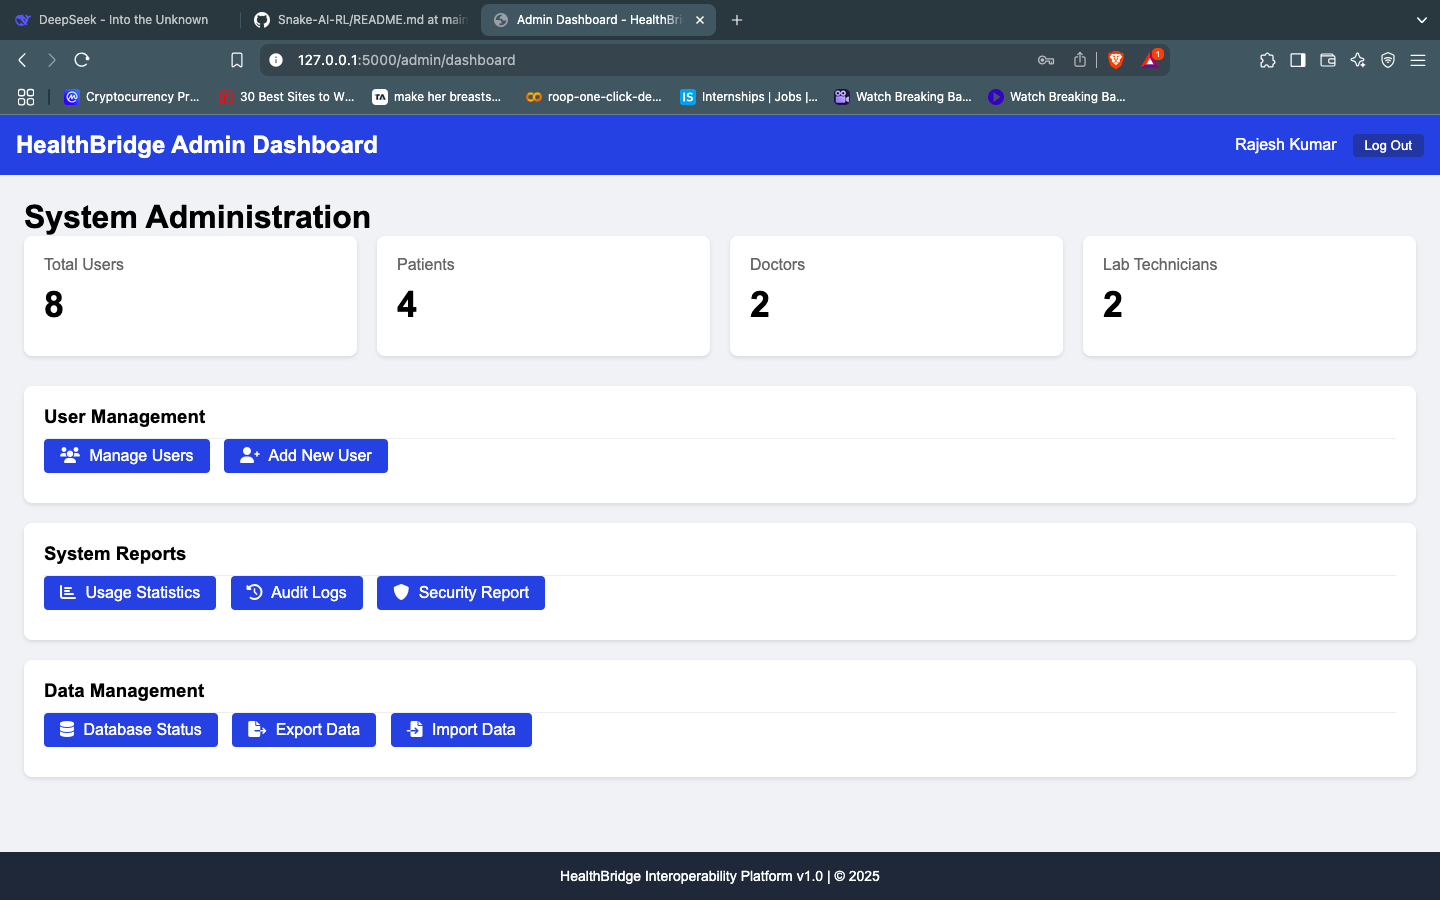 DeepSeek - Into the Unknown
Snake-AI-RL/README.md at main
Admin Dashboard - HealthBri
127.0.0.1:5000/admin/dashboard
1
Cryptocurrency Pr...
30 Best Sites to W...
TA make her breasts...
roop-one-click-de...
IS Internships | Jobs |...
Watch Breaking Ba...
Watch Breaking Ba...
HealthBridge Admin Dashboard
Rajesh Kumar
Log Out
System Administration
Total Users
8
Patients
4
Doctors
2
Lab Technicians
2
User Management
Manage Users
Add New User
System Reports
Usage Statistics
Audit Logs
Security Report
Data Management
Database Status
Export Data
Import Data
HealthBridge Interoperability Platform v1.0 | © 2025